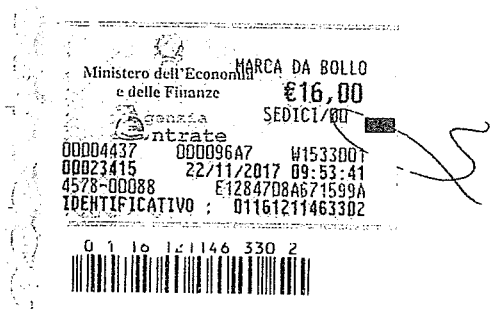 Ministero dell'Economia MARCA DA BOLLO
e delle Finanze €16,00
SEDICI/00
Agenzia
Entrate
00004437 000096A7 W1533001
00023415 22/11/2017 09:53:41
4578-00088 E1284708A671599A
IDENTIFICATIVO : 01161211463302
0 1 16 121146 330 2